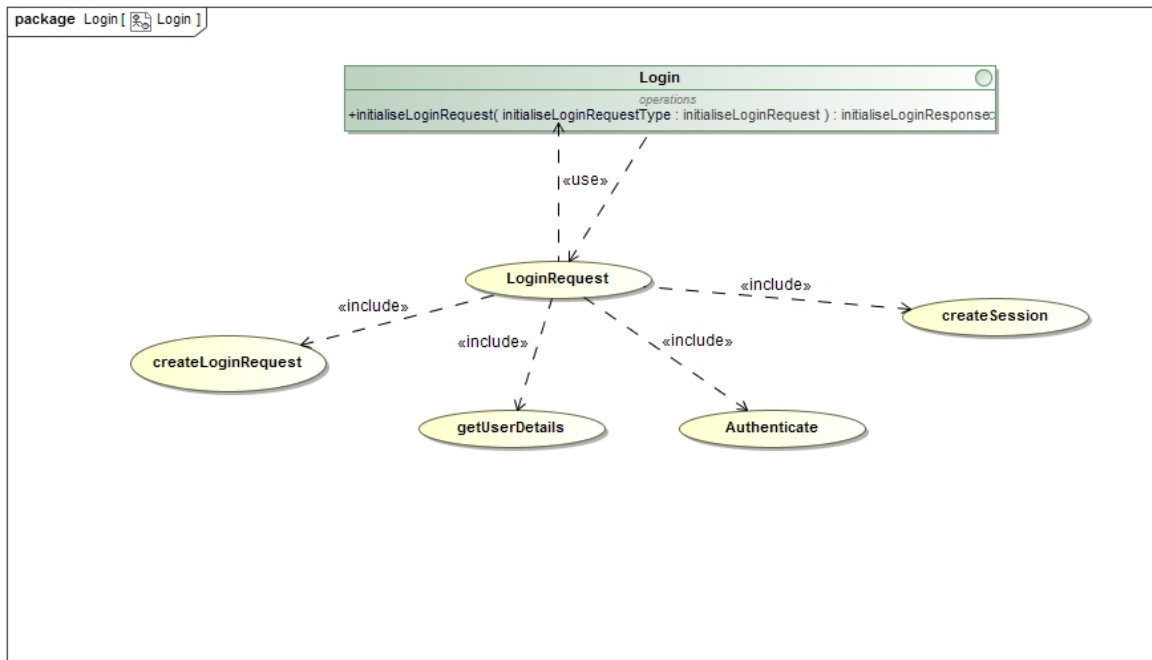 package Login [ Login ]
Login
operations
+initialiseLoginRequest( initialiseLoginRequestType : initialiseLoginRequest ) : initialiseLoginResponse
«use»
LoginRequest
«include»
«include»
createSession
«include»
«include»
createLoginRequest
getUserDetails
Authenticate